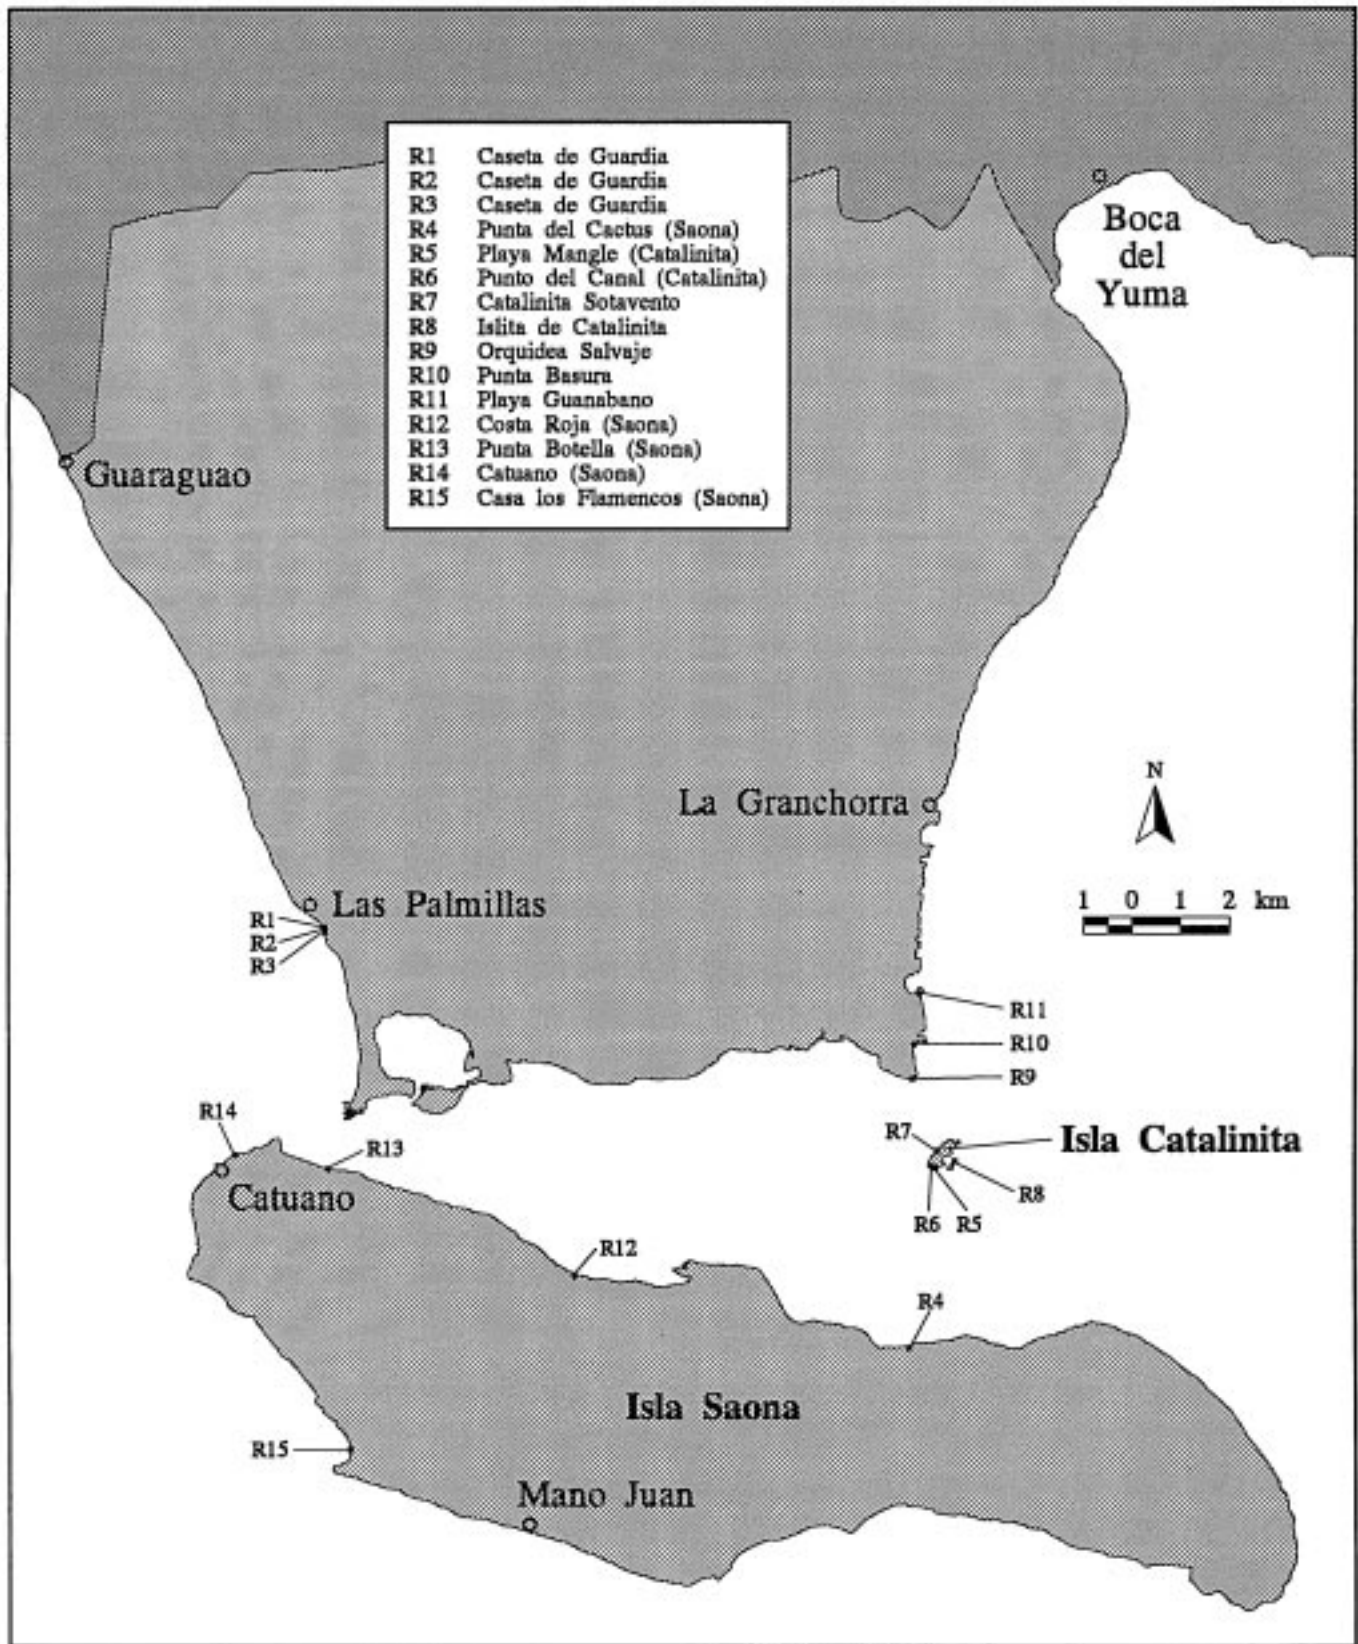 R1 Caseta de Guardia
R2 Caseta de Guardia
R3 Caseta de Guardia
R4 Punta del Cactus (Saona)
R5 Playa Mangle (Catalinita)
R6 Punto del Canal (Catalinita)
R7 Catalinita Sotavento
R8 Islita de Catalinita
R9 Orquidea Salvaje
R10 Punta Basura
R11 Playa Guanabano
R12 Costa Roja (Saona)
R13 Punta Botella (Saona)
R14 Catuano (Saona)
R15 Casa los Flamencos (Saona)
Boca
del
Yuma
Guaraguao
N
La Granchorra
1 0 1 2 km
Las Palmillas
R1
R2
R3
R11
R10
R9
R14
R7
Isla Catalinita
R13
Catuano
R8
R6 R5
R12
R4
Isla Saona
R15
Mano Juan